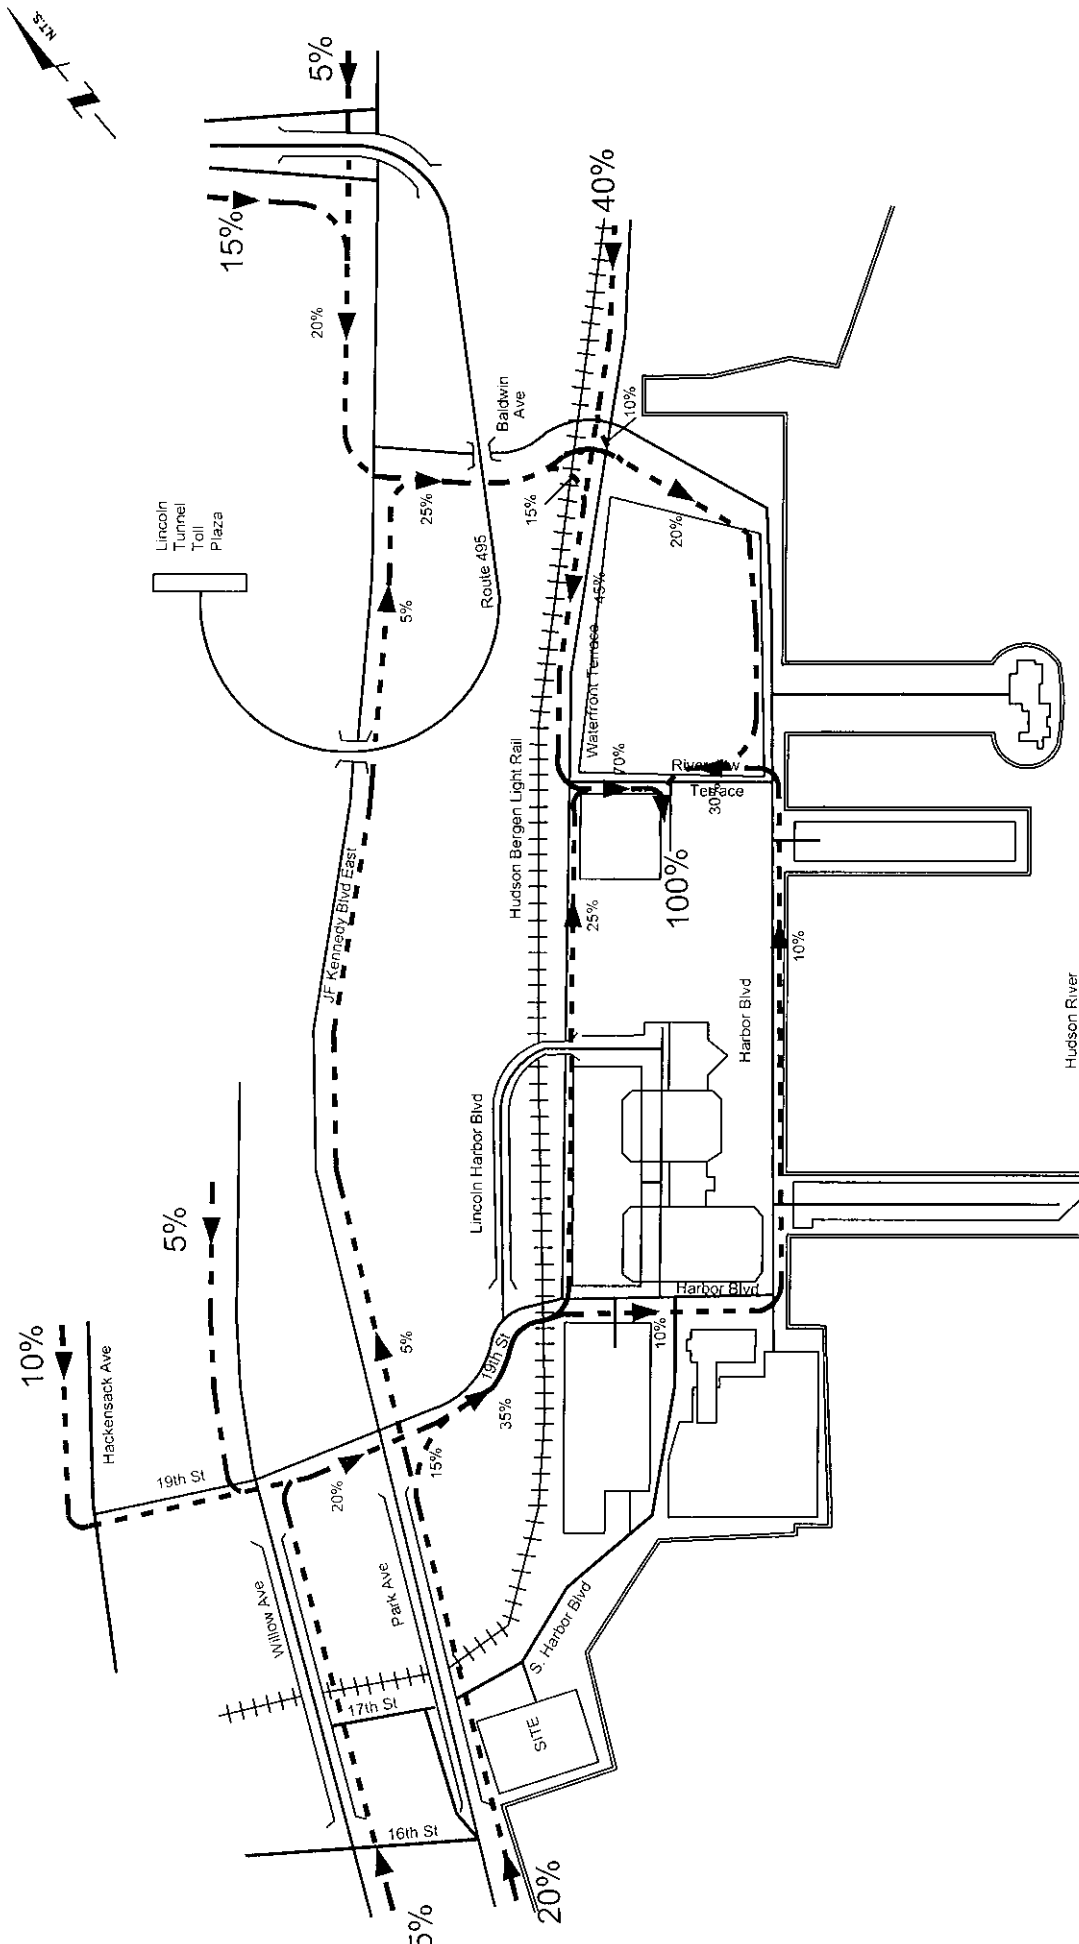 N.T.S.
Z
5%
15%
40%
20%
Baldwin
Ave
10%
Lincoln
Tunnel
Toll
Plaza
25%
15%
20%
Route 495
5%
45%
Waterfront Terrace
70%
Riverview
Terrace
30%
Hudson Bergen Light Rail
JF Kennedy Blvd East
100%
25%
10%
Harbor Blvd
Hudson River
Lincoln Harbor Blvd
5%
Harbor Blvd
10%
10%
Hackensack Ave
5%
19th St
35%
19th St
15%
20%
Willow Ave
Park Ave
S. Harbor Blvd
17th St
SITE
16th St
5%
20%